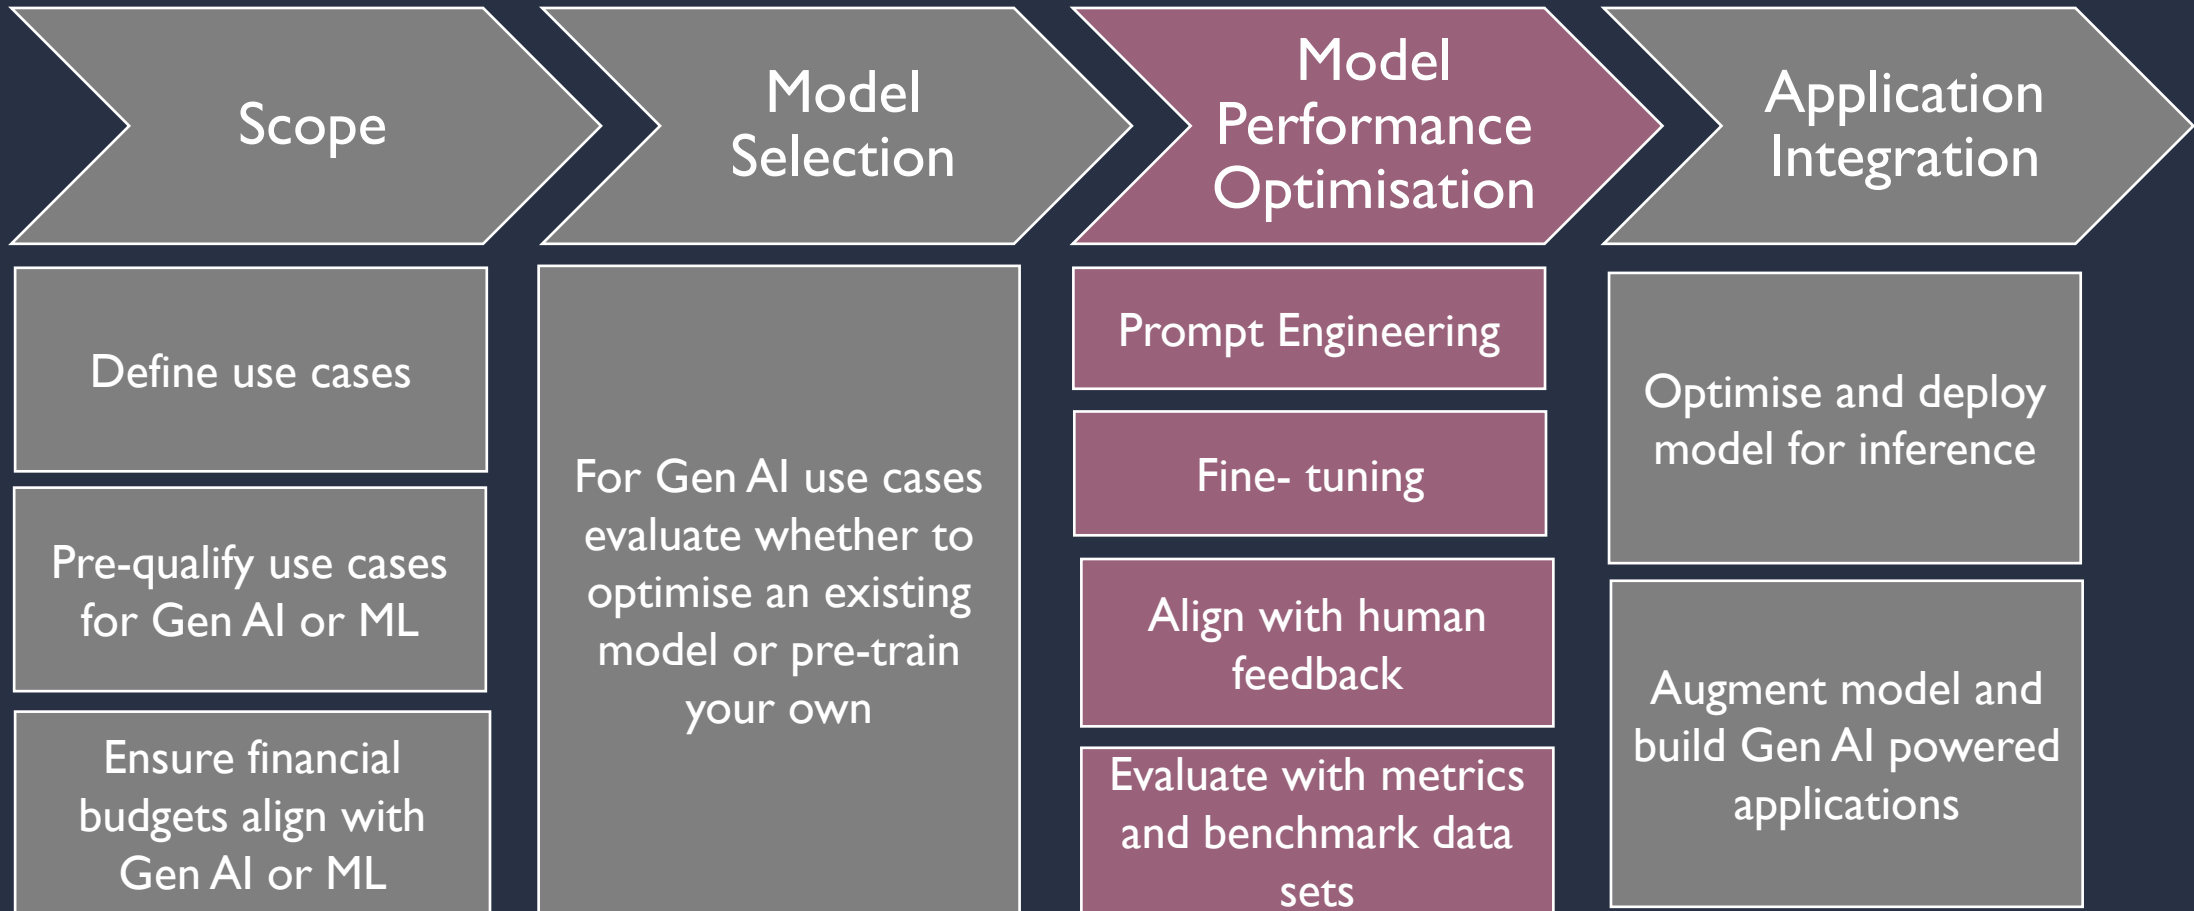 Scope
Model
Selection
Model
Performance
Optimisation
Application
Integration
Define use cases
Pre-qualify use cases
for Gen AI or ML
Ensure financial
budgets align with
Gen AI or ML
For Gen AI use cases
evaluate whether to
optimise an existing
model or pre-train
your own
Prompt Engineering
Fine- tuning
Align with human
feedback
Evaluate with metrics
and benchmark data
sets
Optimise and deploy
model for inference
Augment model and
build Gen AI powered
applications